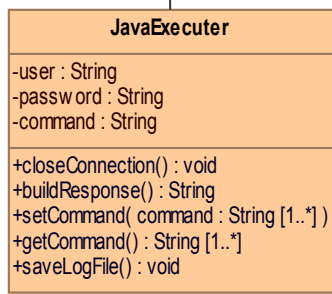 JavaExecuter
-user : String
-password : String
-command : String
+closeConnection() : void
+buildResponse() : String
+setCommand( command : String [1..*] )
+getCommand() : String [1..*]
+saveLogFile() : void